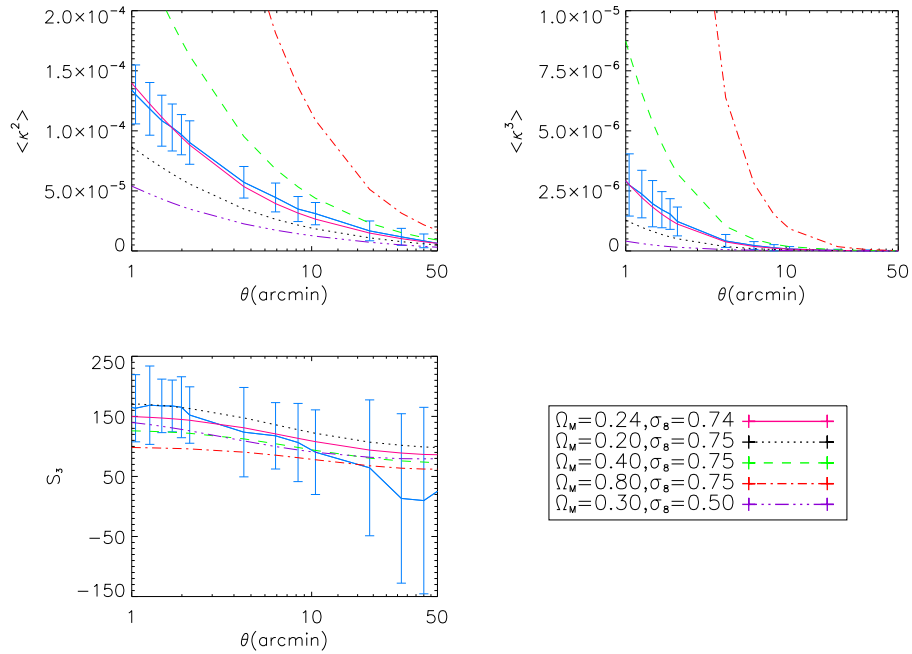 2.0×10⁻⁴
1.5×10⁻⁴
1.0×10⁻⁴
5.0×10⁻⁵
0
<κ²>
1 10 50
θ(arcmin)
1.0×10⁻⁵
7.5×10⁻⁶
5.0×10⁻⁶
2.5×10⁻⁶
0
<κ³>
1 10 50
θ(arcmin)
250
150
50
−50
−150
S₃
1 10 50
θ(arcmin)
Ω_M=0.24,σ₈=0.74
Ω_M=0.20,σ₈=0.75
Ω_M=0.40,σ₈=0.75
Ω_M=0.80,σ₈=0.75
Ω_M=0.30,σ₈=0.50